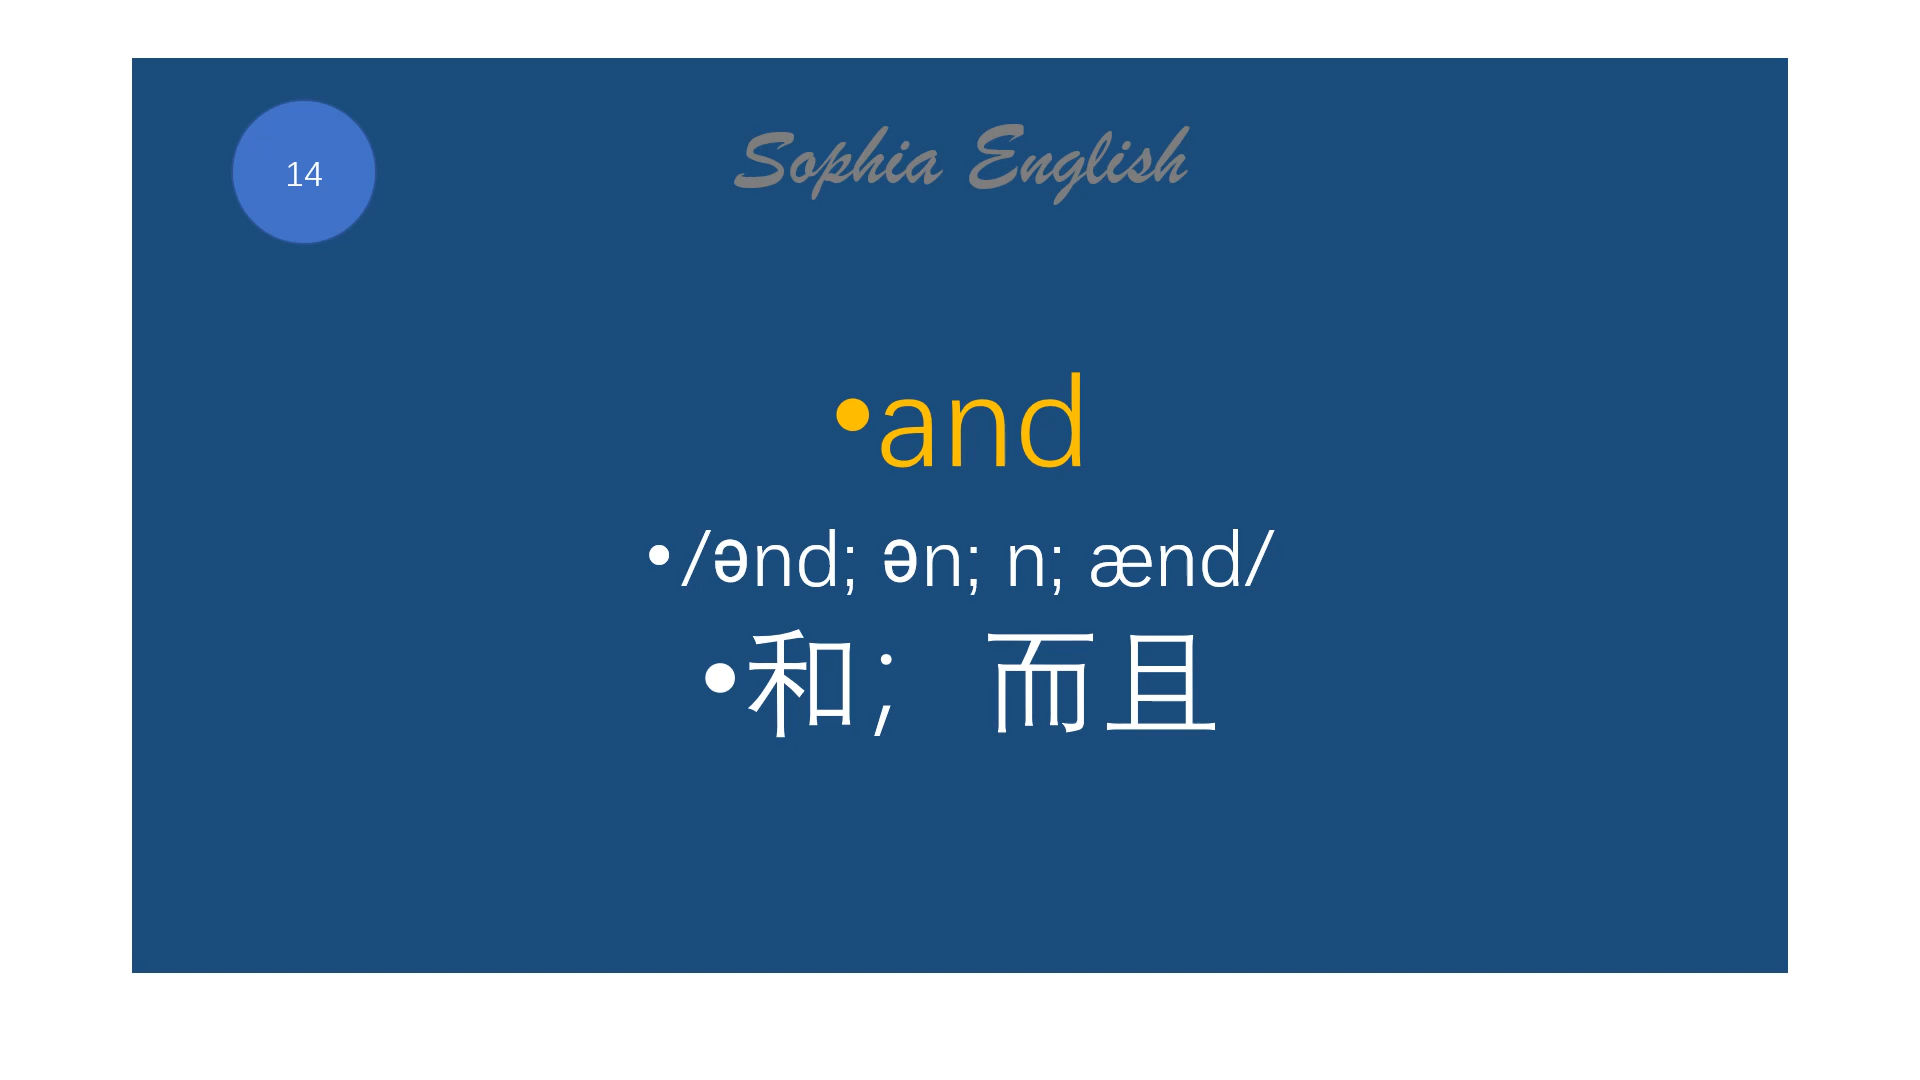 14
Sophia English
•and
•/ənd; ən; n; ænd/
•和；而且